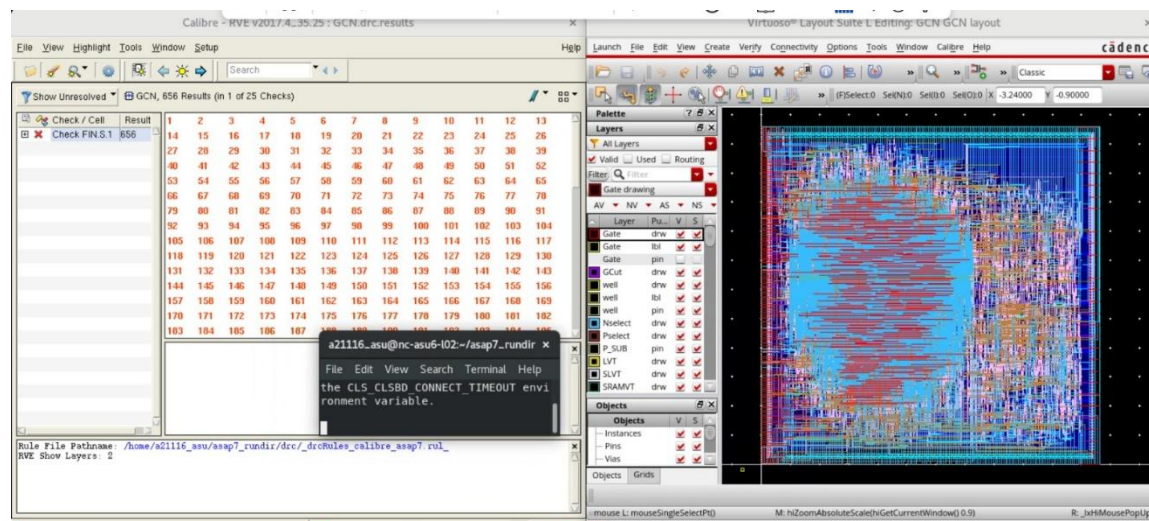 Calibre - RVE v2017.4_35.25 : GCN.drc.results
File View Highlight Tools Window Setup Help
Search
Show Unresolved GCN, 656 Results (in 1 of 25 Checks)
Check / Cell Result
Check FIN.S.1 656
1 2 3 4 5 6 7 8 9 10 11 12 13
14 15 16 17 18 19 20 21 22 23 24 25 26
27 28 29 30 31 32 33 34 35 36 37 38 39
40 41 42 43 44 45 46 47 48 49 50 51 52
53 54 55 56 57 58 59 60 61 62 63 64 65
66 67 68 69 70 71 72 73 74 75 76 77 78
79 80 81 82 83 84 85 86 87 88 89 90 91
92 93 94 95 96 97 98 99 100 101 102 103 104
105 106 107 108 109 110 111 112 113 114 115 116 117
118 119 120 121 122 123 124 125 126 127 128 129 130
131 132 133 134 135 136 137 138 139 140 141 142 143
144 145 146 147 148 149 150 151 152 153 154 155 156
157 158 159 160 161 162 163 164 165 166 167 168 169
170 171 172 173 174 175 176 177 178 179 180 181 182
183 184 185 186 187
a21116_asu@nc-asu6-l02:~/asap7_rundir
File Edit View Search Terminal Help
the CLS_CLSBD_CONNECT_TIMEOUT envi
ronment variable.
Rule File Pathname: /home/a21116_asu/asap7_rundir/drc/_drcRules_calibre_asap7.rul_
RVE Show Layers: 2
Virtuoso® Layout Suite L Editing: GCN GCN layout
Launch File Edit View Create Verify Connectivity Options Tools Window Calibre Help
cādenc
Classic
(F)Select:0 Sel(N):0 Sel(I):0 Sel(O):0 X -3.24000 Y -0.90000
Palette
Layers
All Layers
Valid Used Routing
Filter Filter
Gate drawing
AV NV AS NS
Layer Pu... V S
Gate drw
Gate lbl
Gate pin
GCut drw
well drw
well lbl
well pin
Nselect drw
Pselect drw
P_SUB pin
LVT drw
SLVT drw
SRAMVT drw
Objects
Objects V S
Instances
Pins
Vias
Objects Grids
mouse L: mouseSingleSelectPt() M: hiZoomAbsoluteScale(hiGetCurrentWindow() 0.9) R: _lxHiMousePopUp